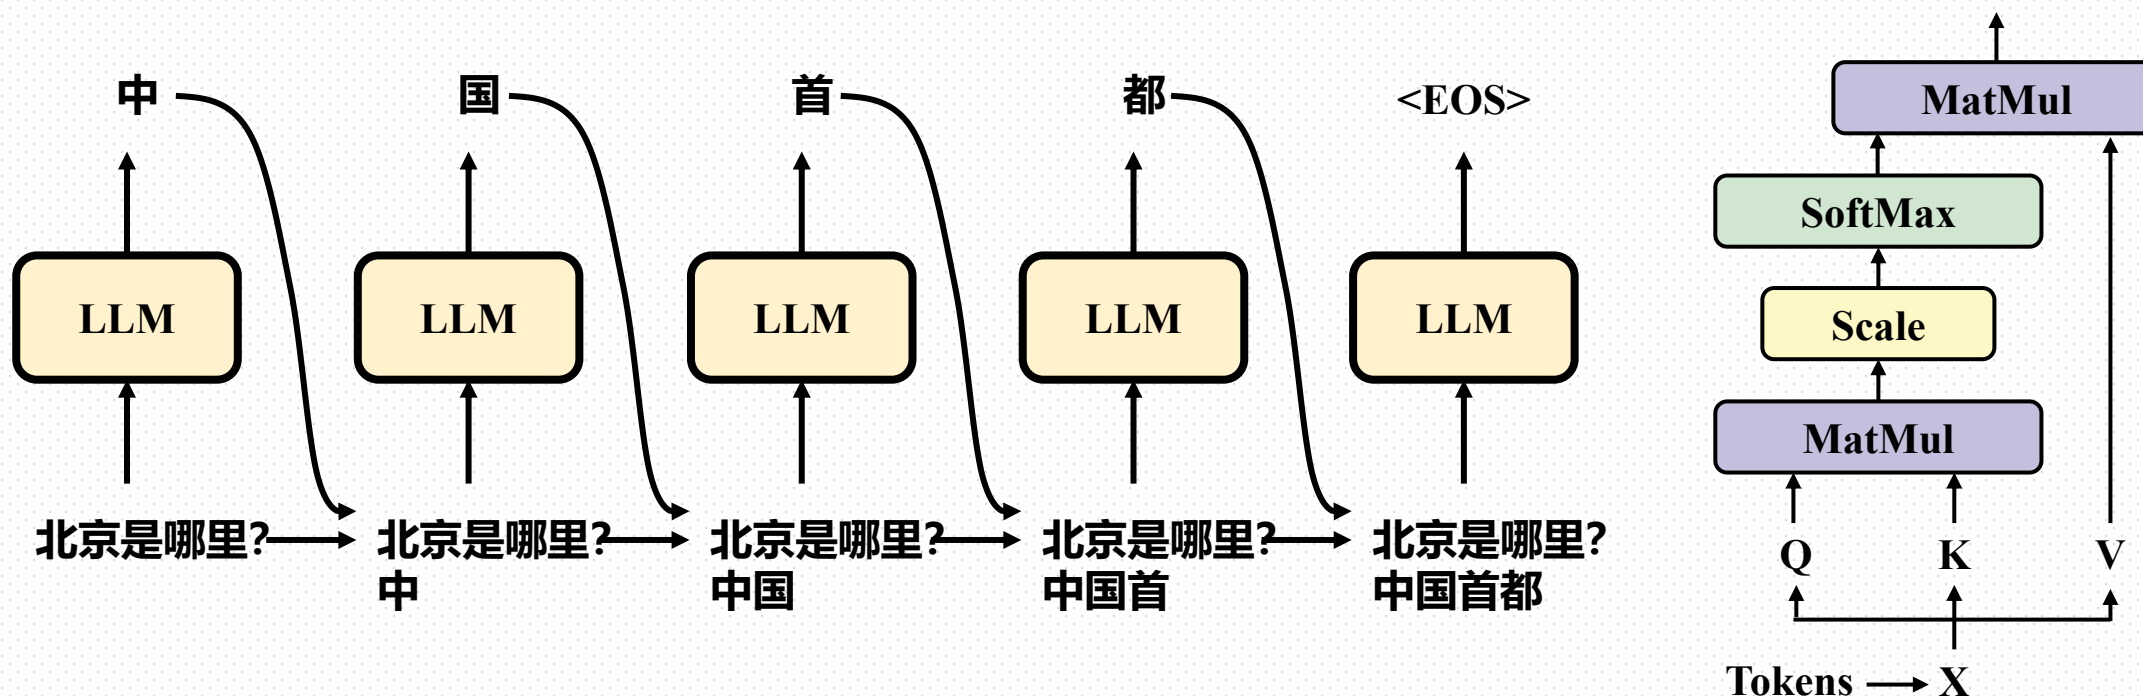 中
国
首
都
<EOS>
LLM
LLM
LLM
LLM
LLM
北京是哪里?
北京是哪里?
中
北京是哪里?
中国
北京是哪里?
中国首
北京是哪里?
中国首都
MatMul
SoftMax
Scale
MatMul
Q
K
V
Tokens
X